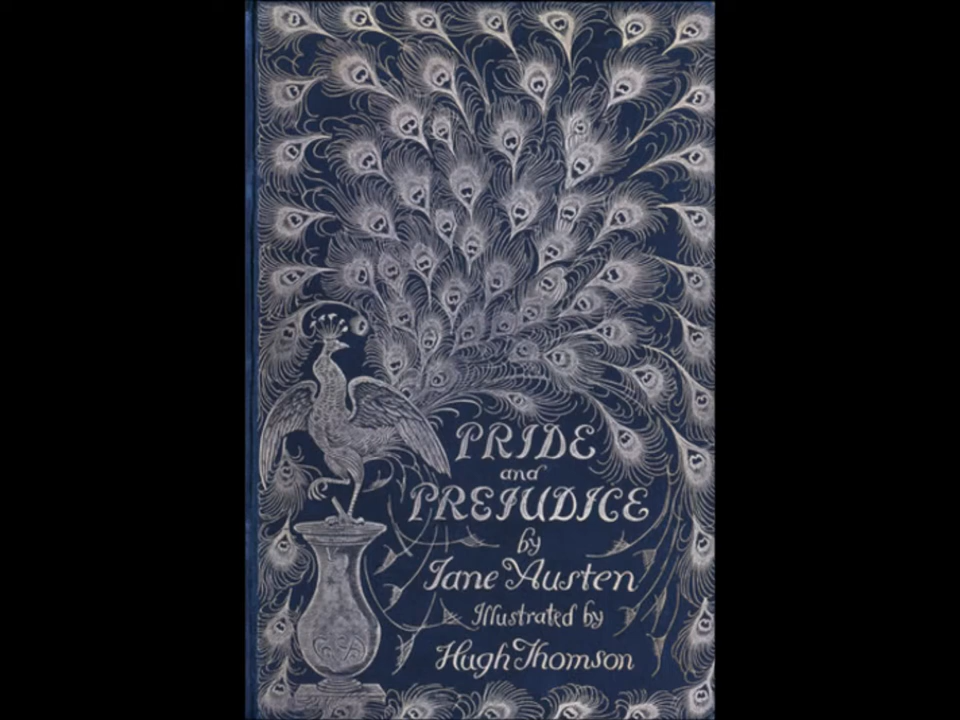 PRIDE
and
PREJUDICE
by
Jane Austen
Illustrated by
Hugh Thomson